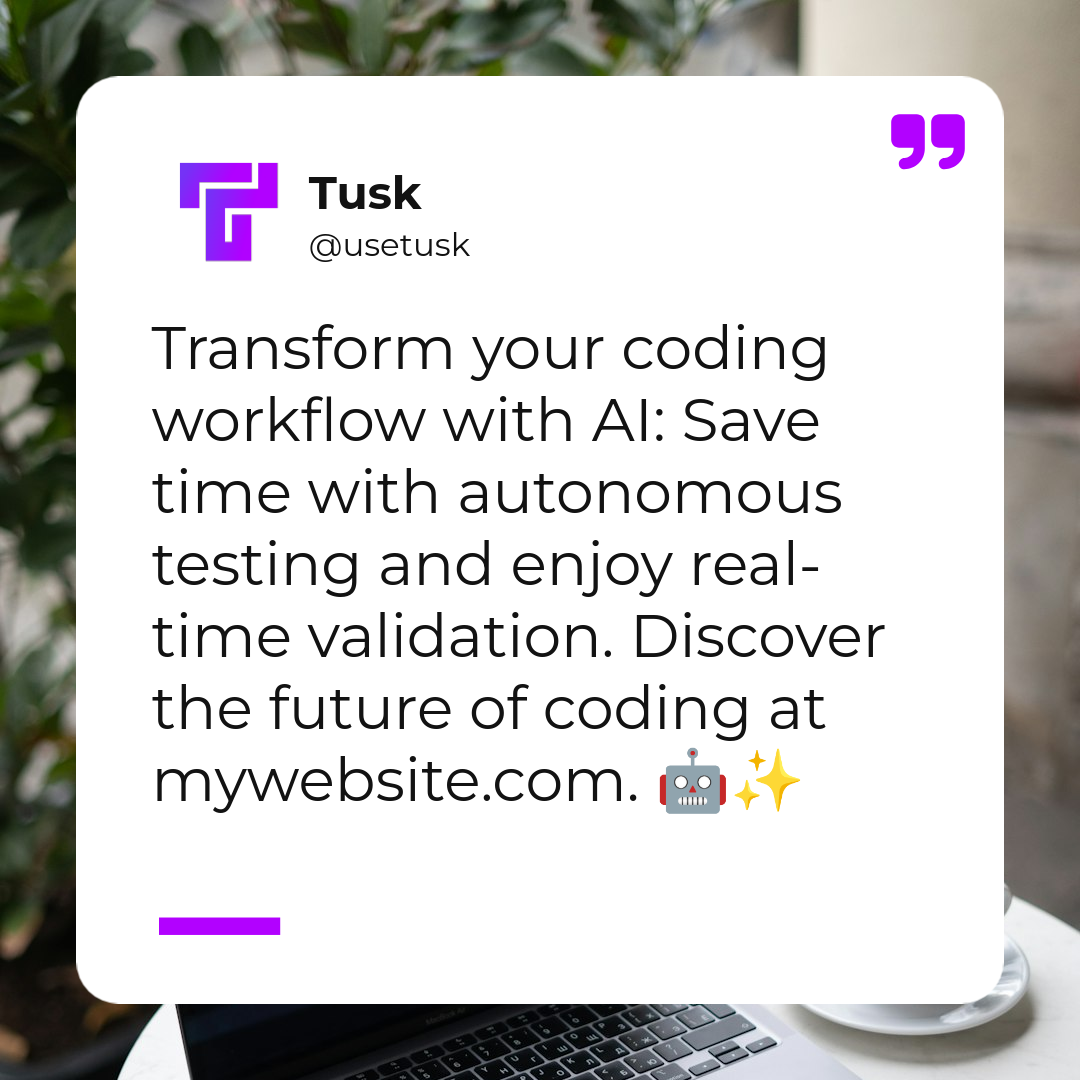 Tusk
@usetusk
Transform your coding
workflow with AI: Save
time with autonomous
testing and enjoy real-
time validation. Discover
the future of coding at
mywebsite.com. 🤖✨